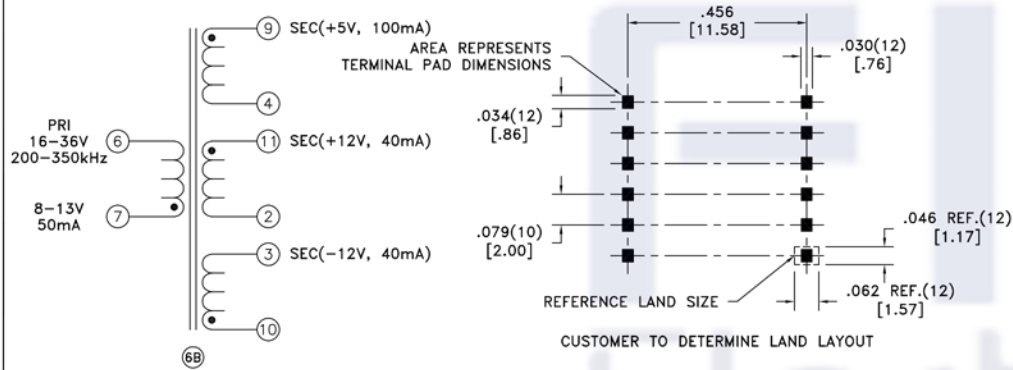 9 SEC(+5V, 100mA)
4
PRI
16-36V
200-350kHz
6
11 SEC(+12V, 40mA)
8-13V
50mA
7
2
3 SEC(-12V, 40mA)
10
6B
.456
[11.58]
AREA REPRESENTS
TERMINAL PAD DIMENSIONS
.030(12)
[.76]
.034(12)
[.86]
.079(10)
[2.00]
.046 REF.(12)
[1.17]
REFERENCE LAND SIZE
.062 REF.(12)
[1.57]
CUSTOMER TO DETERMINE LAND LAYOUT